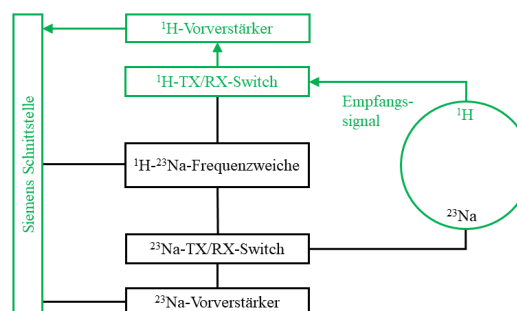 Siemens Schnittstelle
¹H-Vorverstärker
¹H-TX/RX-Switch
Empfangs-
signal
¹H
¹H-²³Na-Frequenzweiche
²³Na
²³Na-TX/RX-Switch
²³Na-Vorverstärker